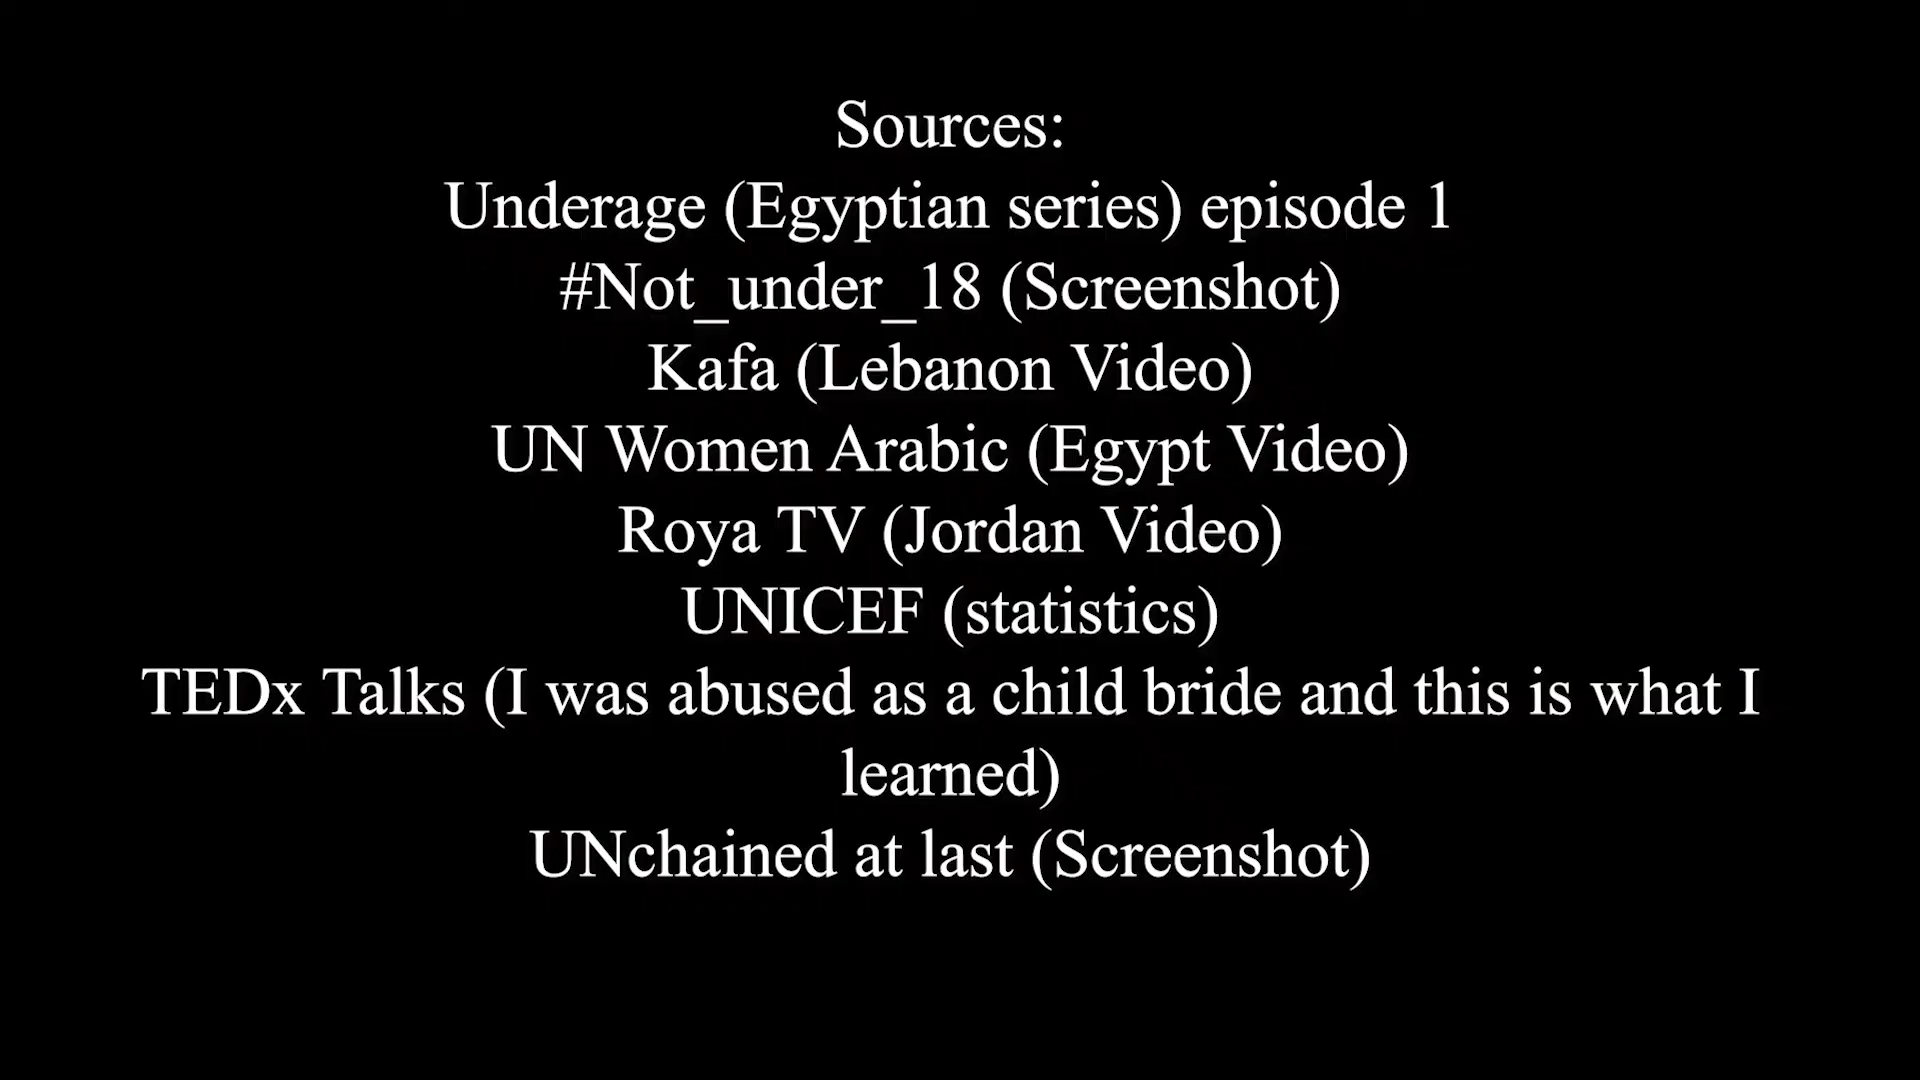 Sources:
Underage (Egyptian series) episode 1
#Not_under_18 (Screenshot)
Kafa (Lebanon Video)
UN Women Arabic (Egypt Video)
Roya TV (Jordan Video)
UNICEF (statistics)
TEDx Talks (I was abused as a child bride and this is what I
learned)
UNchained at last (Screenshot)